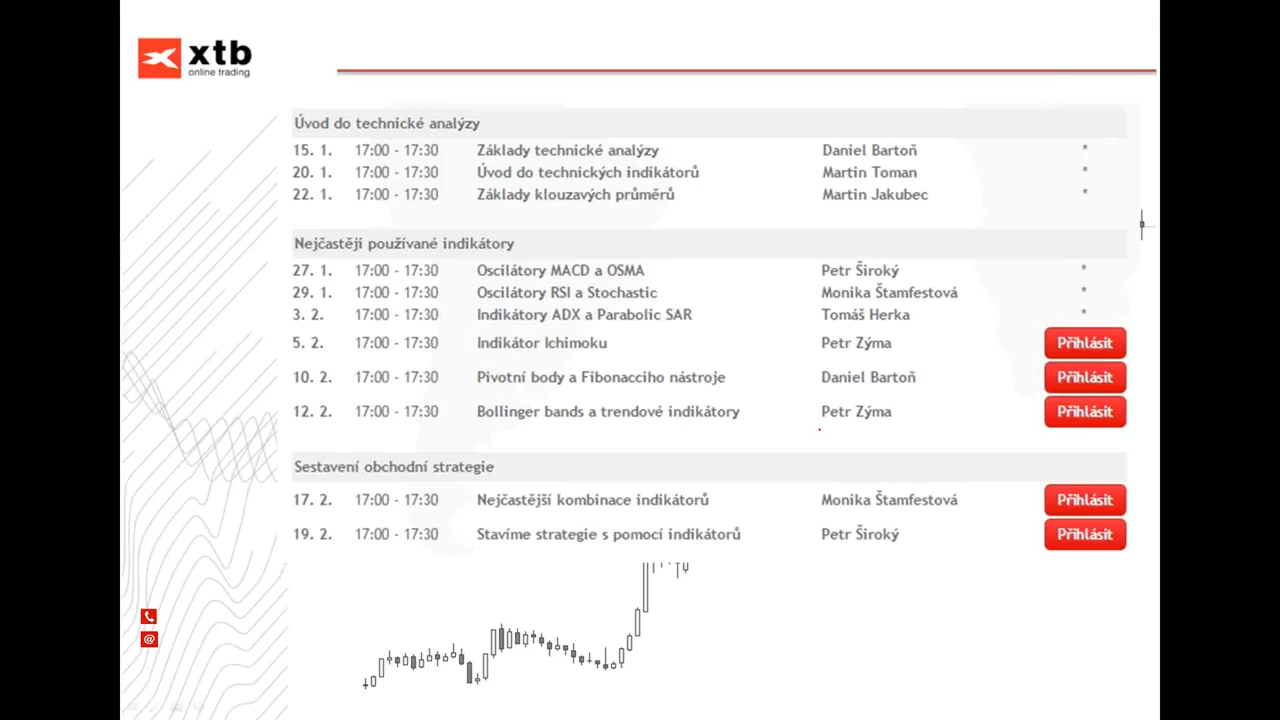 xtb
online trading
Úvod do technické analýzy
15. 1. 17:00 - 17:30 Základy technické analýzy Daniel Bartoň *
20. 1. 17:00 - 17:30 Úvod do technických indikátorů Martin Toman *
22. 1. 17:00 - 17:30 Základy klouzavých průměrů Martin Jakubec *
Nejčastěji používané indikátory
27. 1. 17:00 - 17:30 Oscilátory MACD a OSMA Petr Široký *
29. 1. 17:00 - 17:30 Oscilátory RSI a Stochastic Monika Štamfestová *
3. 2. 17:00 - 17:30 Indikátory ADX a Parabolic SAR Tomáš Herka *
5. 2. 17:00 - 17:30 Indikátor Ichimoku Petr Zýma Přihlásit
10. 2. 17:00 - 17:30 Pivotní body a Fibonacciho nástroje Daniel Bartoň Přihlásit
12. 2. 17:00 - 17:30 Bollinger bands a trendové indikátory Petr Zýma Přihlásit
Sestavení obchodní strategie
17. 2. 17:00 - 17:30 Nejčastější kombinace indikátorů Monika Štamfestová Přihlásit
19. 2. 17:00 - 17:30 Stavíme strategie s pomocí indikátorů Petr Široký Přihlásit
@